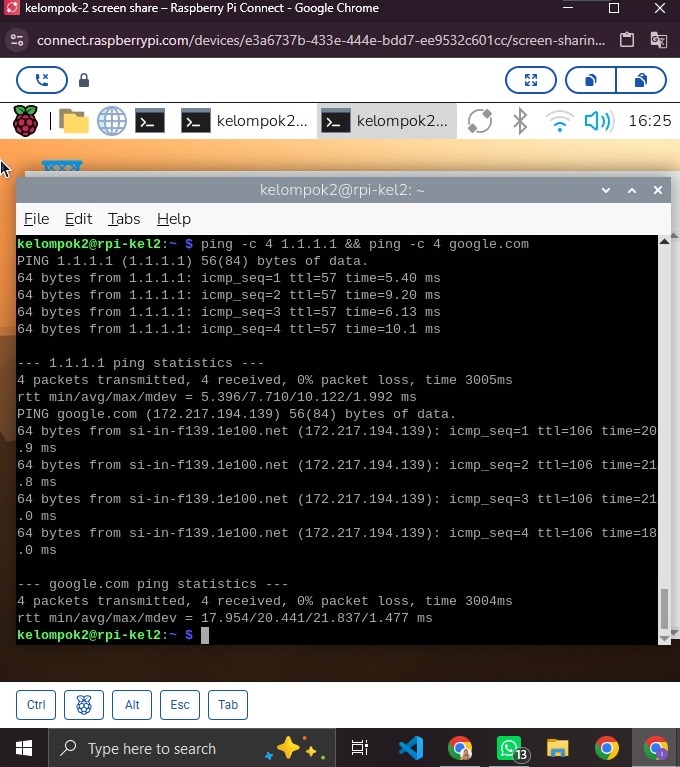 kelompok-2 screen share – Raspberry Pi Connect - Google Chrome
connect.raspberrypi.com/devices/e3a6737b-433e-444e-bdd7-ee9532c601cc/screen-sharin...
kelompok2... kelompok2... 16:25
kelompok2@rpi-kel2: ~
File Edit Tabs Help
kelompok2@rpi-kel2:~ $ ping -c 4 1.1.1.1 && ping -c 4 google.com
PING 1.1.1.1 (1.1.1.1) 56(84) bytes of data.
64 bytes from 1.1.1.1: icmp_seq=1 ttl=57 time=5.40 ms
64 bytes from 1.1.1.1: icmp_seq=2 ttl=57 time=9.20 ms
64 bytes from 1.1.1.1: icmp_seq=3 ttl=57 time=6.13 ms
64 bytes from 1.1.1.1: icmp_seq=4 ttl=57 time=10.1 ms
--- 1.1.1.1 ping statistics ---
4 packets transmitted, 4 received, 0% packet loss, time 3005ms
rtt min/avg/max/mdev = 5.396/7.710/10.122/1.992 ms
PING google.com (172.217.194.139) 56(84) bytes of data.
64 bytes from si-in-f139.1e100.net (172.217.194.139): icmp_seq=1 ttl=106 time=20
.9 ms
64 bytes from si-in-f139.1e100.net (172.217.194.139): icmp_seq=2 ttl=106 time=21
.8 ms
64 bytes from si-in-f139.1e100.net (172.217.194.139): icmp_seq=3 ttl=106 time=21
.0 ms
64 bytes from si-in-f139.1e100.net (172.217.194.139): icmp_seq=4 ttl=106 time=18
.0 ms
--- google.com ping statistics ---
4 packets transmitted, 4 received, 0% packet loss, time 3004ms
rtt min/avg/max/mdev = 17.954/20.441/21.837/1.477 ms
kelompok2@rpi-kel2:~ $
Ctrl Alt Esc Tab
Type here to search 13